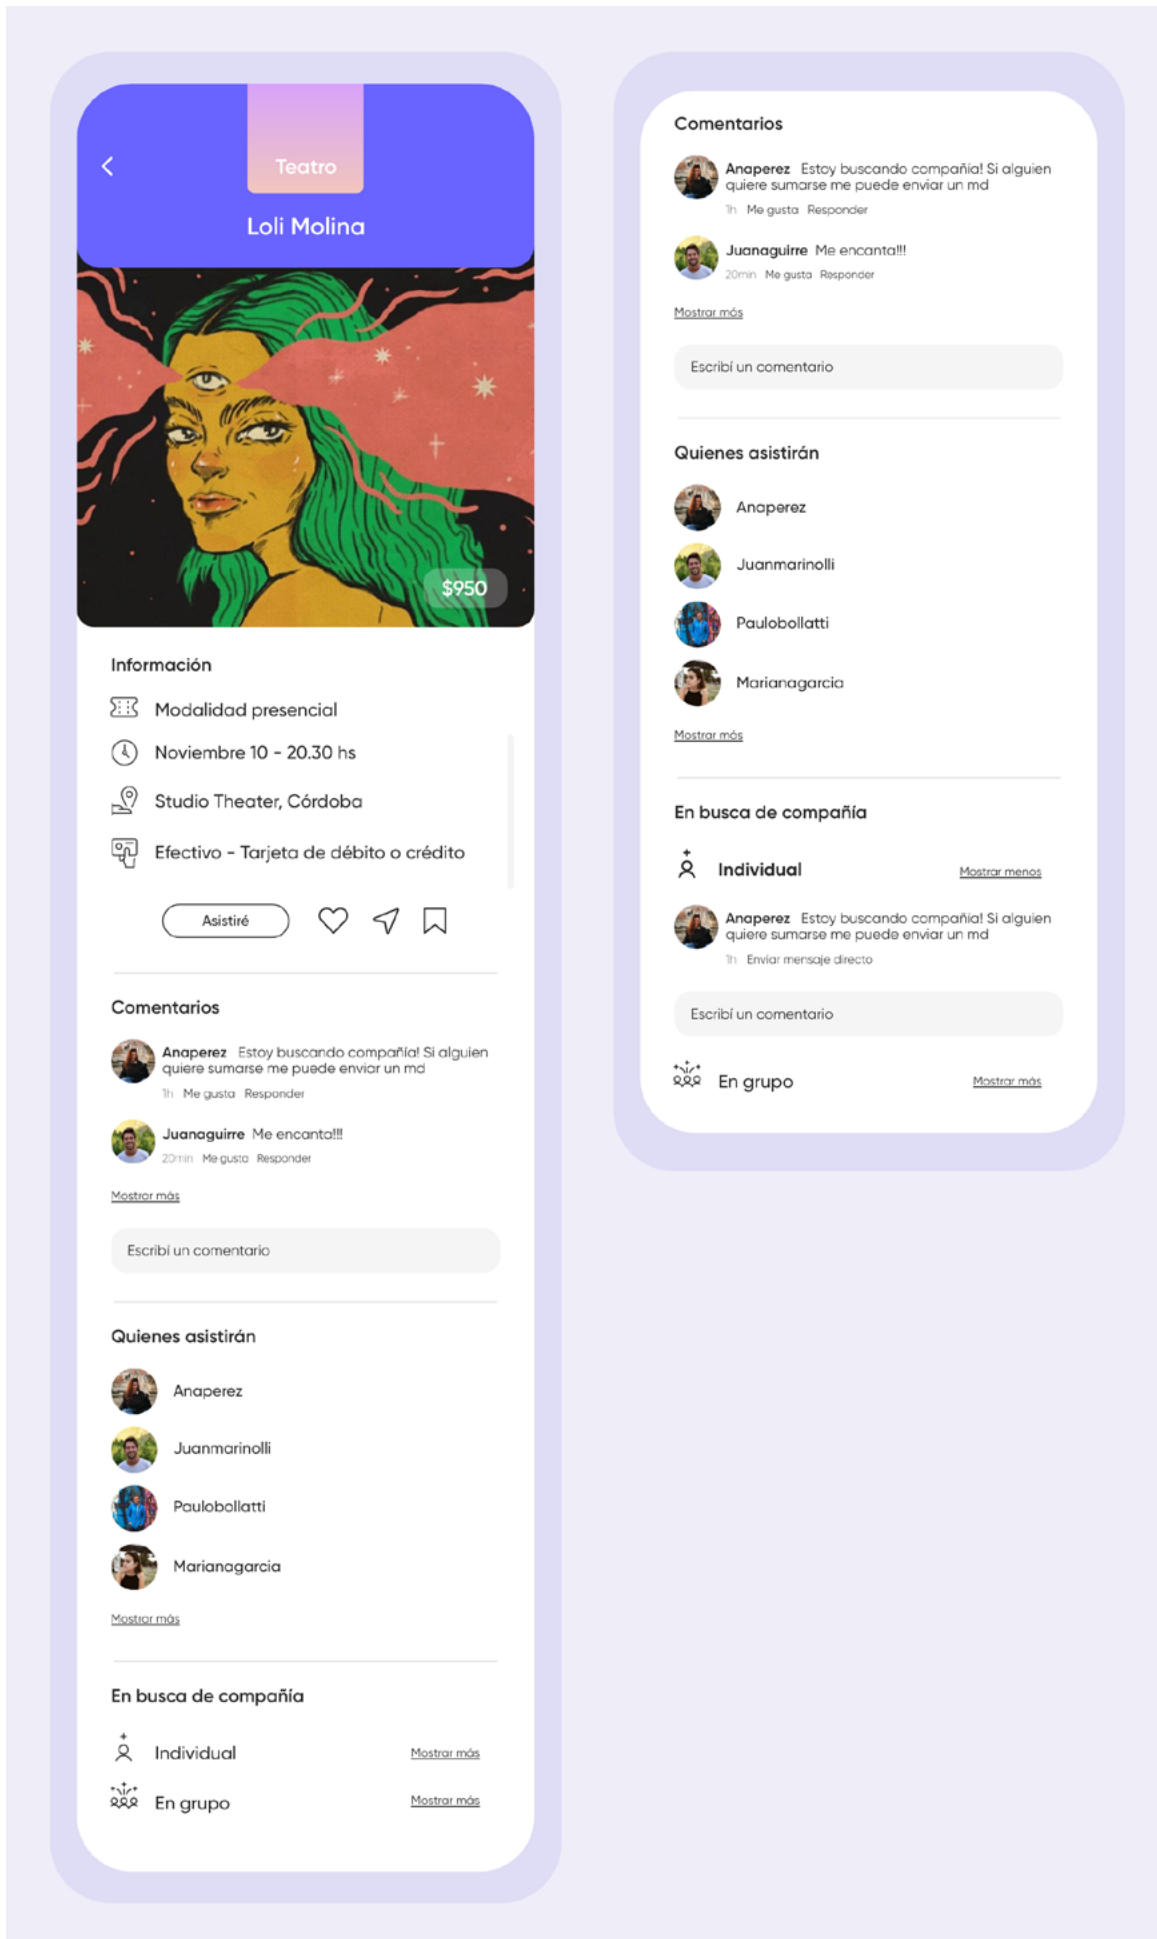 Teatro
Loli Molina
$950
Información
Modalidad presencial
Noviembre 10 - 20.30 hs
Studio Theater, Córdoba
Efectivo - Tarjeta de débito o crédito
Asistiré
Comentarios
Anaperez Estoy buscando compañía! Si alguien
quiere sumarse me puede enviar un md
1h Me gusta Responder
Juanaguirre Me encanta!!!
20min Me gusta Responder
Mostrar más
Escribí un comentario
Quienes asistirán
Anaperez
Juanmarinolli
Paulobollatti
Marianagarcia
Mostrar más
En busca de compañía
Individual Mostrar más
En grupo Mostrar más
Comentarios
Anaperez Estoy buscando compañía! Si alguien
quiere sumarse me puede enviar un md
1h Me gusta Responder
Juanaguirre Me encanta!!!
20min Me gusta Responder
Mostrar más
Escribí un comentario
Quienes asistirán
Anaperez
Juanmarinolli
Paulobollatti
Marianagarcia
Mostrar más
En busca de compañía
Individual Mostrar menos
Anaperez Estoy buscando compañía! Si alguien
quiere sumarse me puede enviar un md
1h Enviar mensaje directo
Escribí un comentario
En grupo Mostrar más